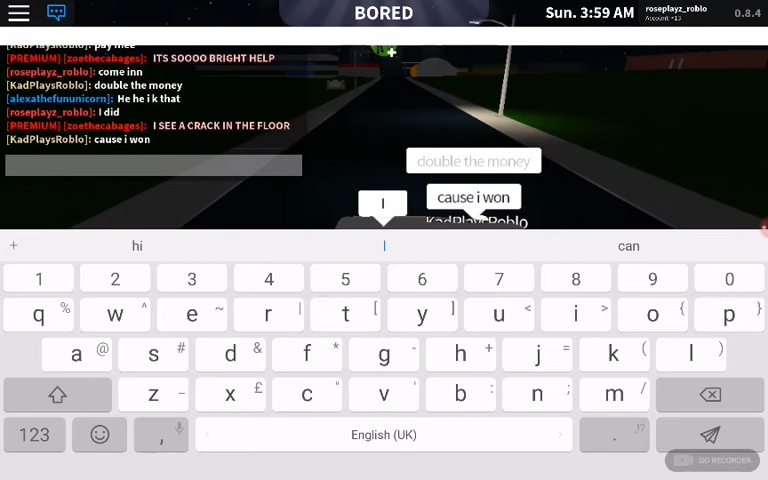 BORED
Sun. 3:59 AM
roseplayz_roblo
Account: +13
0.8.4
[KadPlaysRoblo]: pay mee
[PREMIUM] [zoethecabages]: ITS SOOOO BRIGHT HELP
[roseplayz_roblo]: come inn
[KadPlaysRoblo]: double the money
[alexathefununicorn]: He he i k that
[roseplayz_roblo]: I did
[PREMIUM] [zoethecabages]: I SEE A CRACK IN THE FLOOR
[KadPlaysRoblo]: cause i won
double the money
I
cause i won
KadPlaysRoblo
+ hi I can
1 2 3 4 5 6 7 8 9 0
q % w ^ e ~ r | t [ y ] u < i > o { p }
a @ s # d & f * g - h + j = k ( l )
z _ x £ c " v ' b : n ; m /
123 , English (UK) . ,!?
GO RECORDER